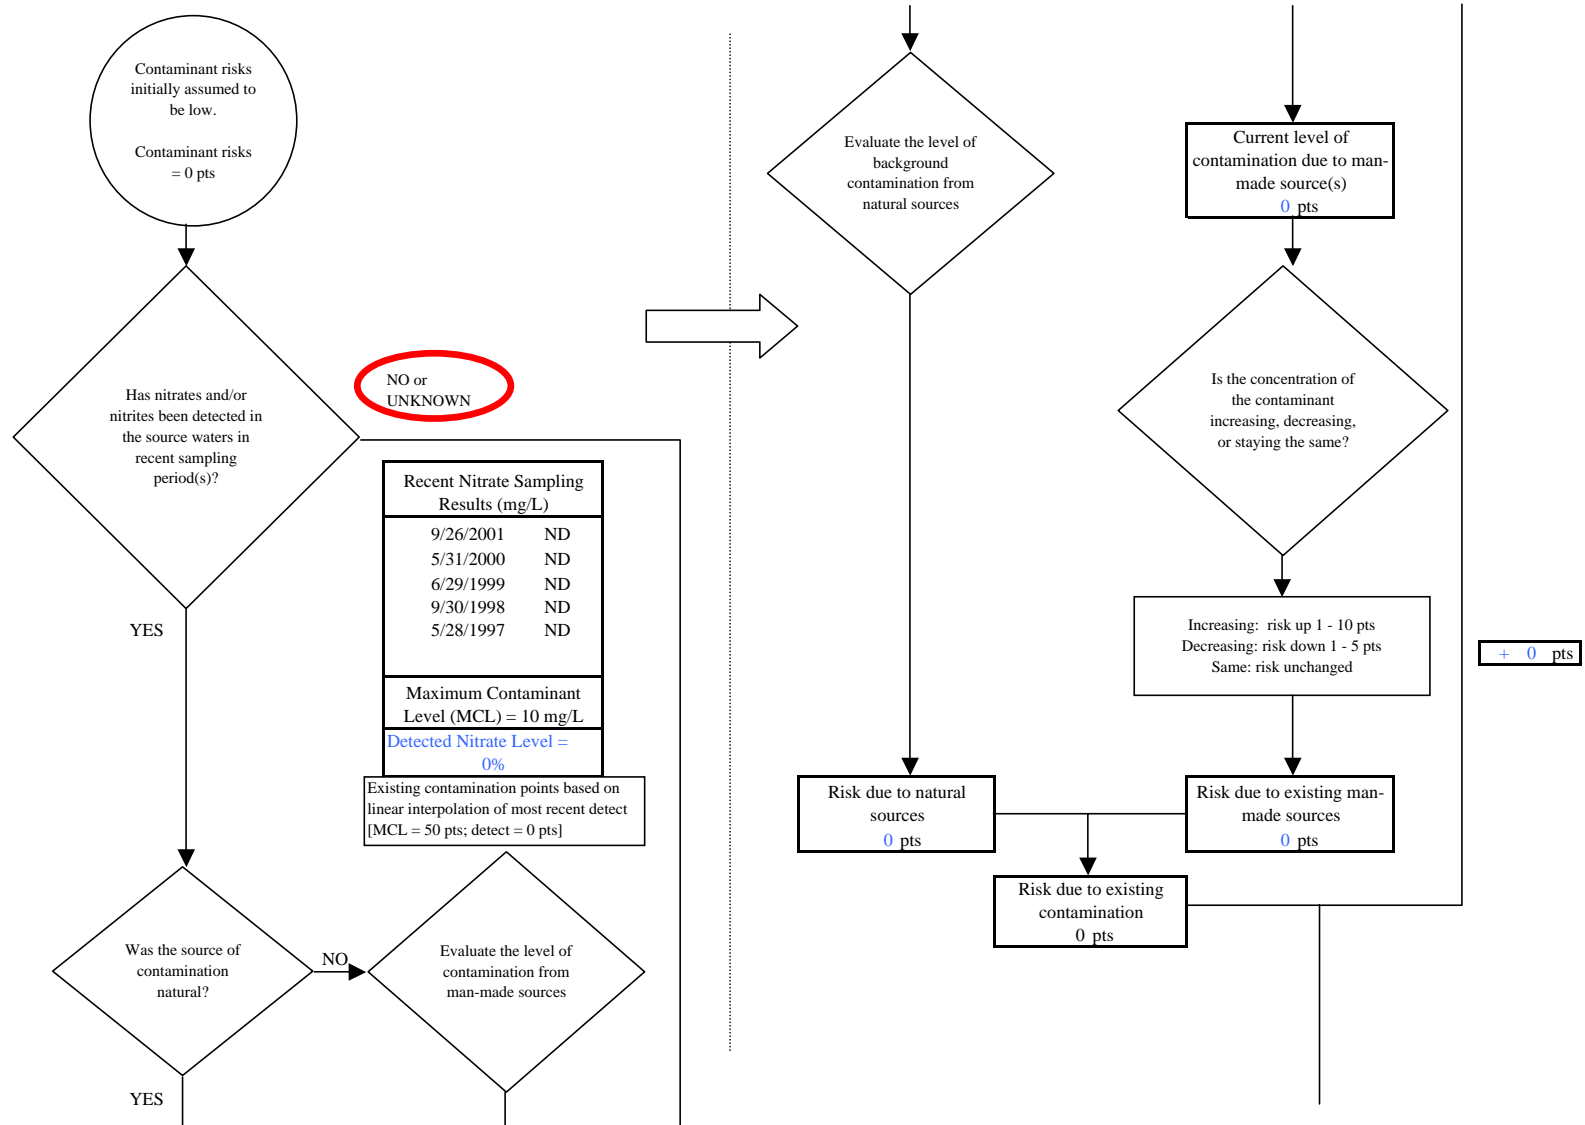 Contaminant risks
initially assumed to
be low.
Contaminant risks
= 0 pts
Has nitrates and/or
nitrites been detected in
the source waters in
recent sampling
period(s)?
NO or
UNKNOWN
YES
Recent Nitrate Sampling
Results (mg/L)
9/26/2001 ND
5/31/2000 ND
6/29/1999 ND
9/30/1998 ND
5/28/1997 ND
Maximum Contaminant
Level (MCL) = 10 mg/L
Detected Nitrate Level =
0%
Existing contamination points based on
linear interpolation of most recent detect
[MCL = 50 pts; detect = 0 pts]
Was the source of
contamination
natural?
NO
YES
Evaluate the level of
contamination from
man-made sources
Evaluate the level of
background
contamination from
natural sources
Current level of
contamination due to man-
made source(s)
0 pts
Is the concentration of
the contaminant
increasing, decreasing,
or staying the same?
Increasing: risk up 1 - 10 pts
Decreasing: risk down 1 - 5 pts
Same: risk unchanged
+ 0 pts
Risk due to natural
sources
0 pts
Risk due to existing man-
made sources
0 pts
Risk due to existing
contamination
0 pts